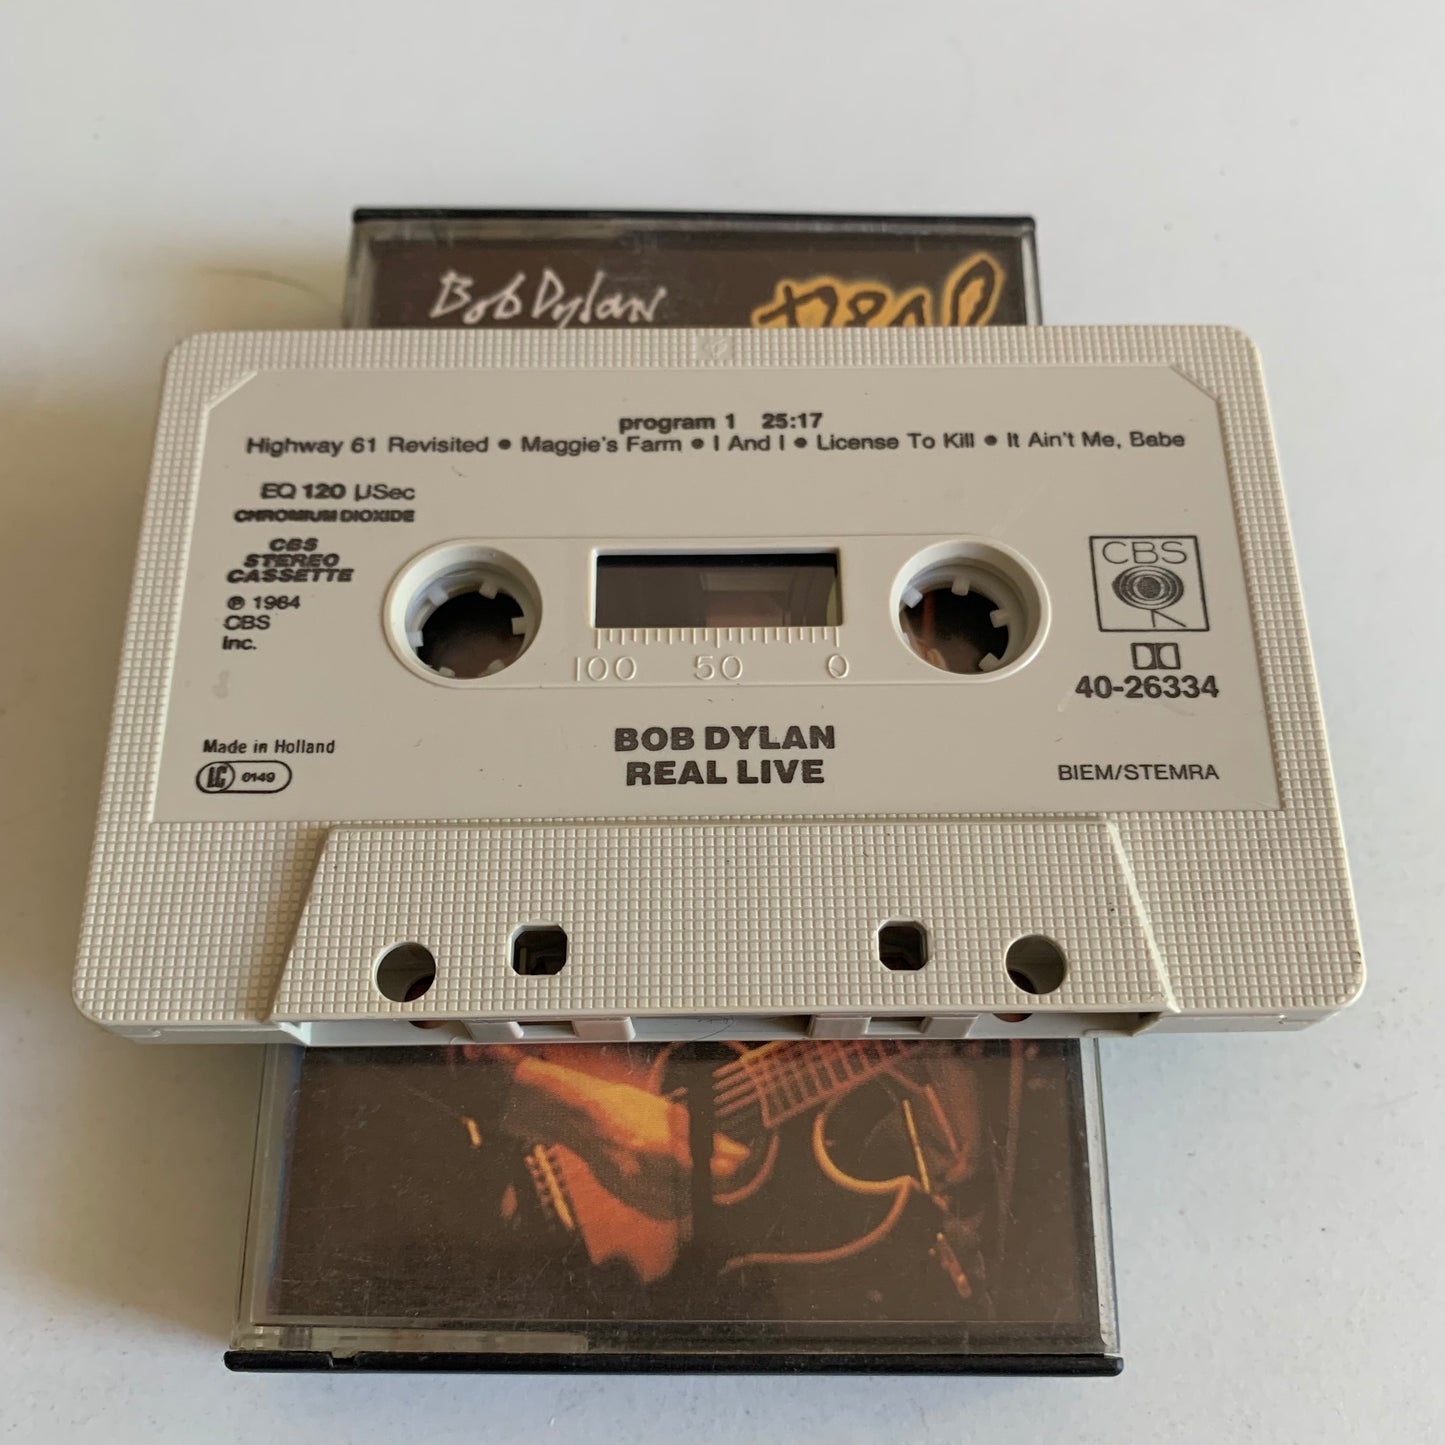 Bob Dylan Real
program 1 25:17
Highway 61 Revisited • Maggie's Farm • I And I • License To Kill • It Ain't Me, Babe
EQ 120 µSec
CHROMIUM DIOXIDE
CBS
STEREO
CASSETTE
℗ 1984
CBS
Inc.
CBS
100 50 0
40-26334
BOB DYLAN
REAL LIVE
Made in Holland
LC 0149
BIEM/STEMRA